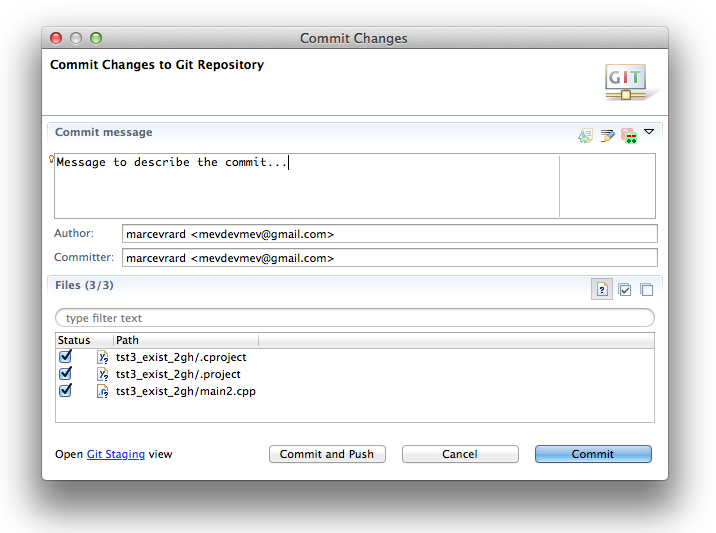 Commit Changes
Commit Changes to Git Repository
GIT
Commit message
Message to describe the commit...
Author: marcevrard <mevdevmev@gmail.com>
Committer: marcevrard <mevdevmev@gmail.com>
Files (3/3)
type filter text
Status Path
tst3_exist_2gh/.cproject
tst3_exist_2gh/.project
tst3_exist_2gh/main2.cpp
Open Git Staging view Commit and Push Cancel Commit